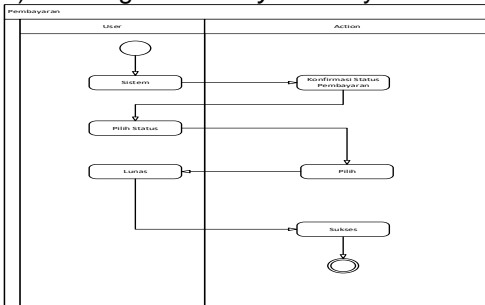 Pembayaran
User
Action
Sistem
Konfirmasi Status
Pembayaran
Pilih Status
Lunas
Pilih
Sukses